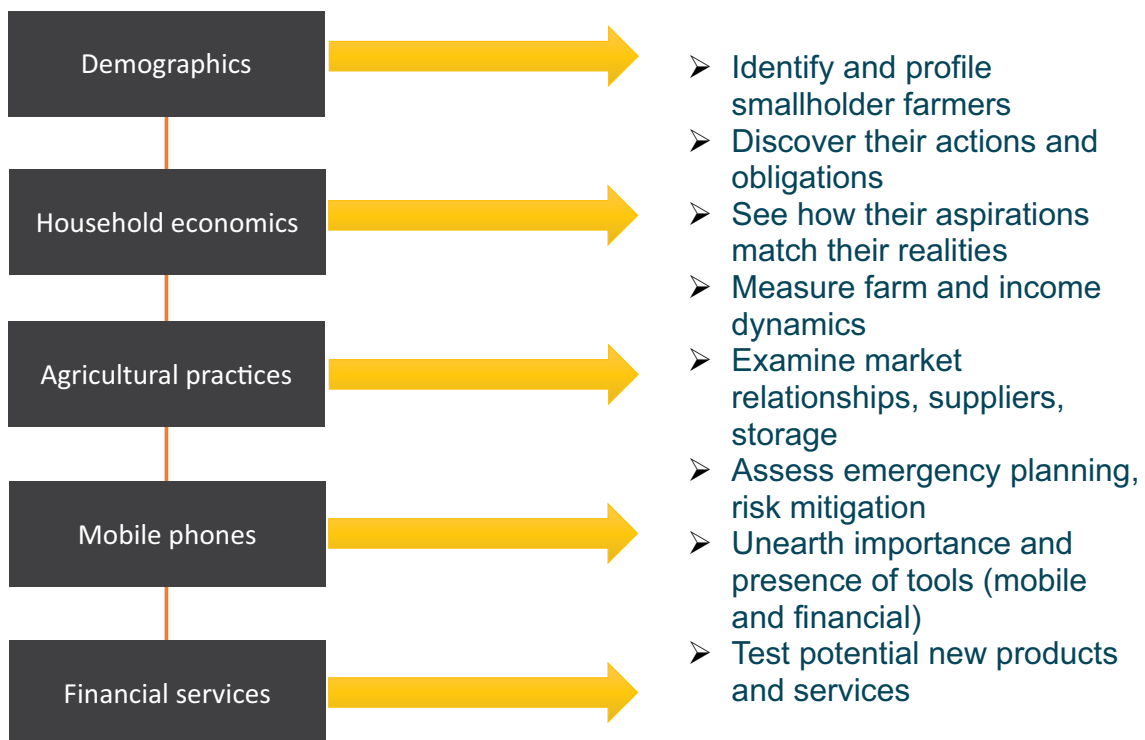 Demographics
Household economics
Agricultural practices
Mobile phones
Financial services
➢ Identify and profile
smallholder farmers
➢ Discover their actions and
obligations
➢ See how their aspirations
match their realities
➢ Measure farm and income
dynamics
➢ Examine market
relationships, suppliers,
storage
➢ Assess emergency planning,
risk mitigation
➢ Unearth importance and
presence of tools (mobile
and financial)
➢ Test potential new products
and services